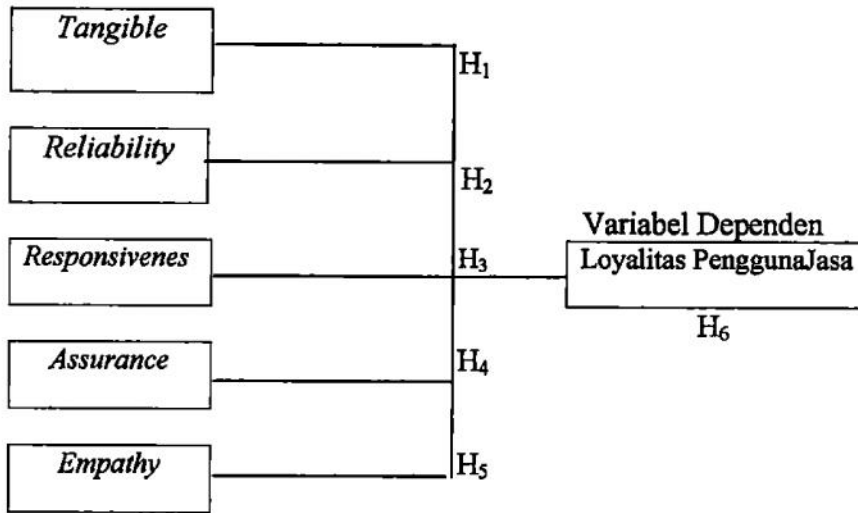 Tangible
H₁
Reliability
H₂
Variabel Dependen
Responsivenes
H₃
Loyalitas PenggunaJasa
H₆
Assurance
H₄
Empathy
H₅